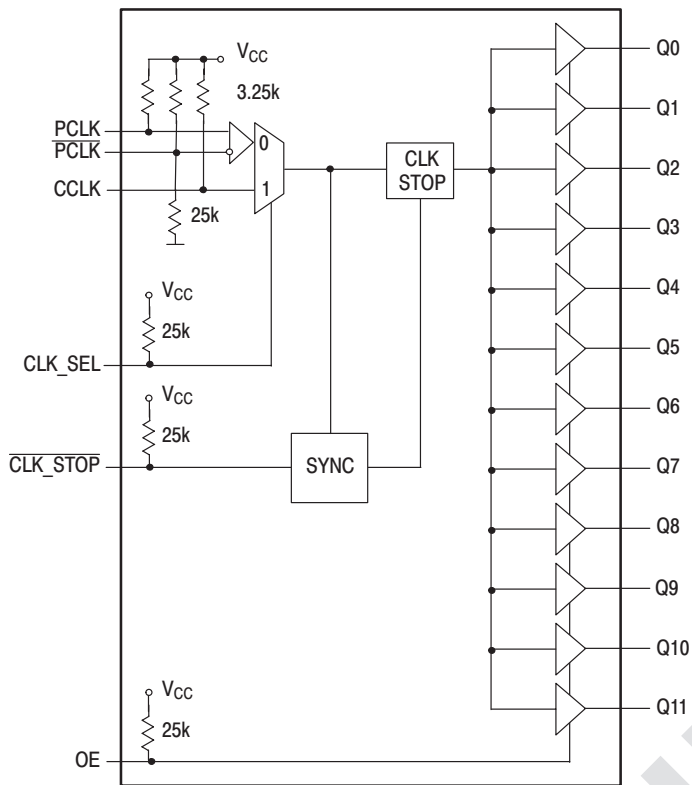 VCC
3.25k
PCLK
PCLK
CCLK
0
1
25k
CLK
STOP
VCC
25k
CLK_SEL
VCC
25k
CLK_STOP
SYNC
VCC
25k
OE
Q0
Q1
Q2
Q3
Q4
Q5
Q6
Q7
Q8
Q9
Q10
Q11